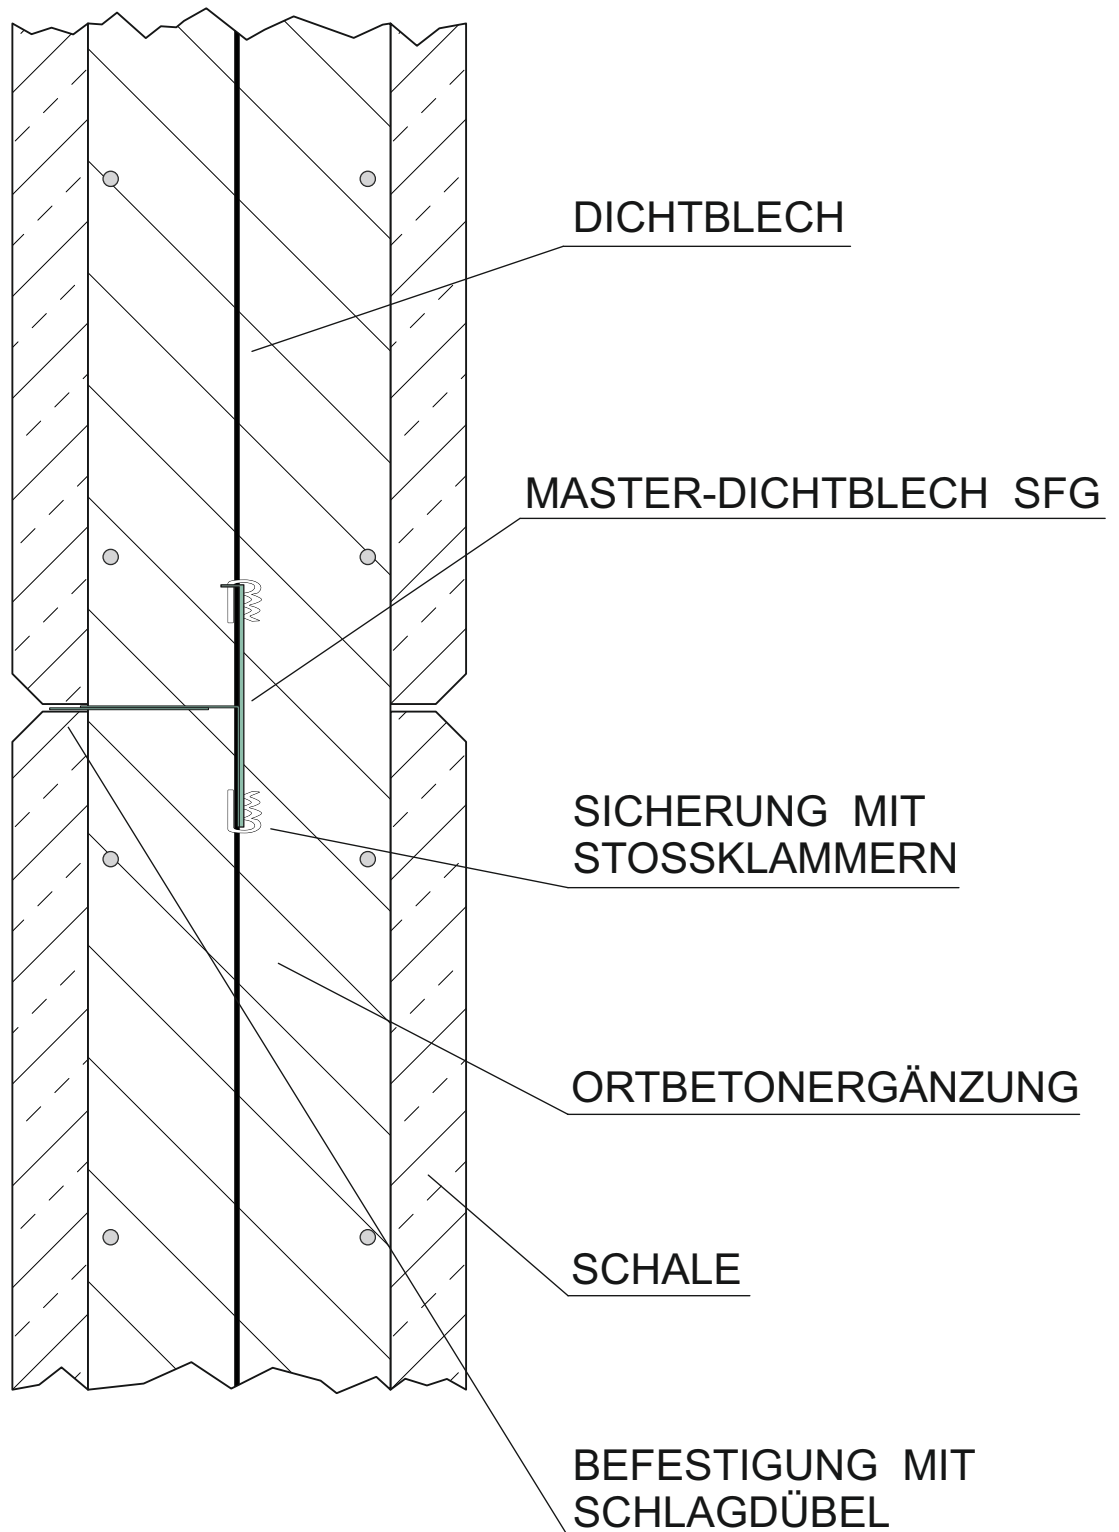 DICHTBLECH
MASTER-DICHTBLECH SFG
SICHERUNG MIT
STOSSKLAMMERN
ORTBETONERGÄNZUNG
SCHALE
BEFESTIGUNG MIT
SCHLAGDÜBEL